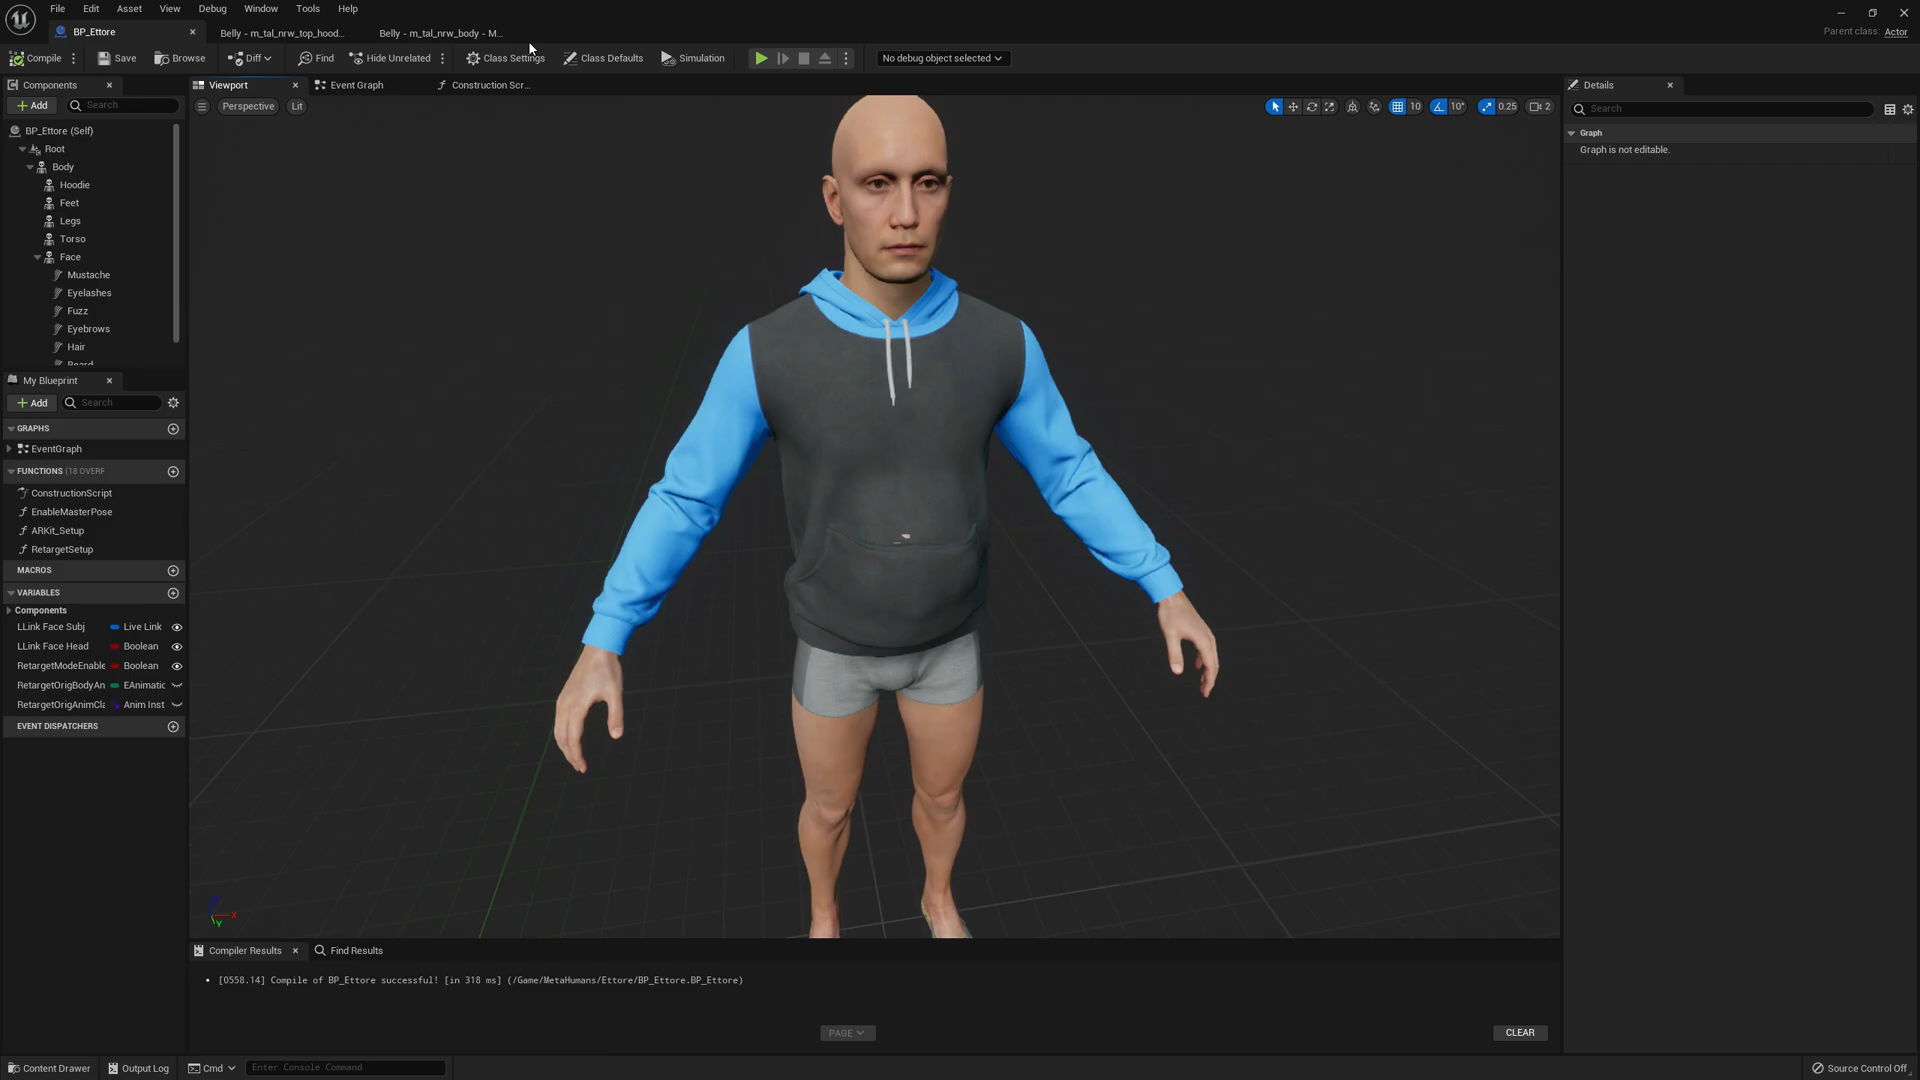 File Edit Asset View Window Debug Tools Help
BP_Ettore
Belly - m_tal_nrw_top_hood...
Belly - m_tal_nrw_body - M...
Parent class: Actor
Compile
Save
Browse
Diff
Find
Hide Unrelated
Class Settings
Class Defaults
Simulation
No debug object selected
Components
Add
Search
BP_Ettore (Self)
Root
Body
Hoodie
Feet
Legs
Torso
Face
Mustache
Eyelashes
Fuzz
Eyebrows
Hair
Beard
My Blueprint
Add
Search
GRAPHS
EventGraph
FUNCTIONS (18 OVERF
ConstructionScript
EnableMasterPose
ARKit_Setup
RetargetSetup
MACROS
VARIABLES
Components
LLink Face Subj Live Link
LLink Face Head Boolean
RetargetModeEnable Boolean
RetargetOrigBodyAn EAnimatic
RetargetOrigAnimCla Anim Inst
EVENT DISPATCHERS
Viewport
Event Graph
Construction Scr...
Perspective
Lit
10
10°
0.25
2
X
Y
Z
Compiler Results
Find Results
[0558.14] Compile of BP_Ettore successful! [in 318 ms] (/Game/MetaHumans/Ettore/BP_Ettore.BP_Ettore)
PAGE
CLEAR
Details
Search
Graph
Graph is not editable.
Content Drawer
Output Log
Cmd
Enter Console Command
Source Control Off